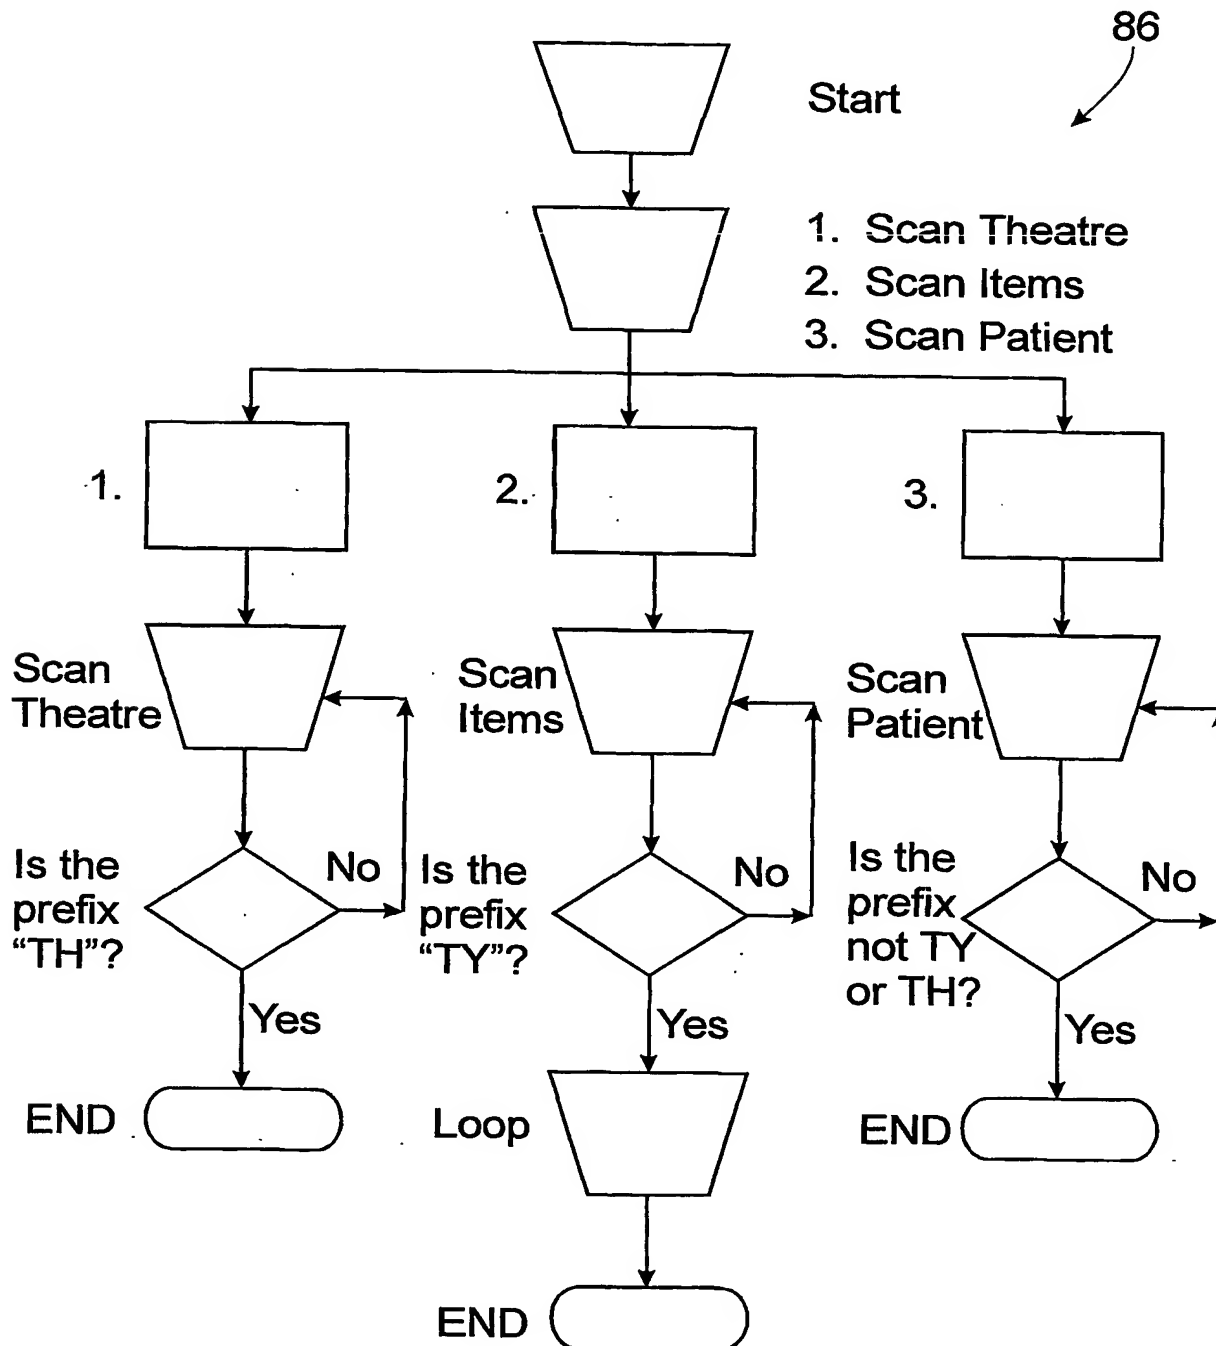 86
Start
1. Scan Theatre
2. Scan Items
3. Scan Patient
1.
2.
3.
Scan
Theatre
Scan
Items
Scan
Patient
Is the
prefix
“TH”?
No
Is the
prefix
“TY”?
No
Is the
prefix
not TY
or TH?
No
Yes
Yes
Yes
END
Loop
END
END